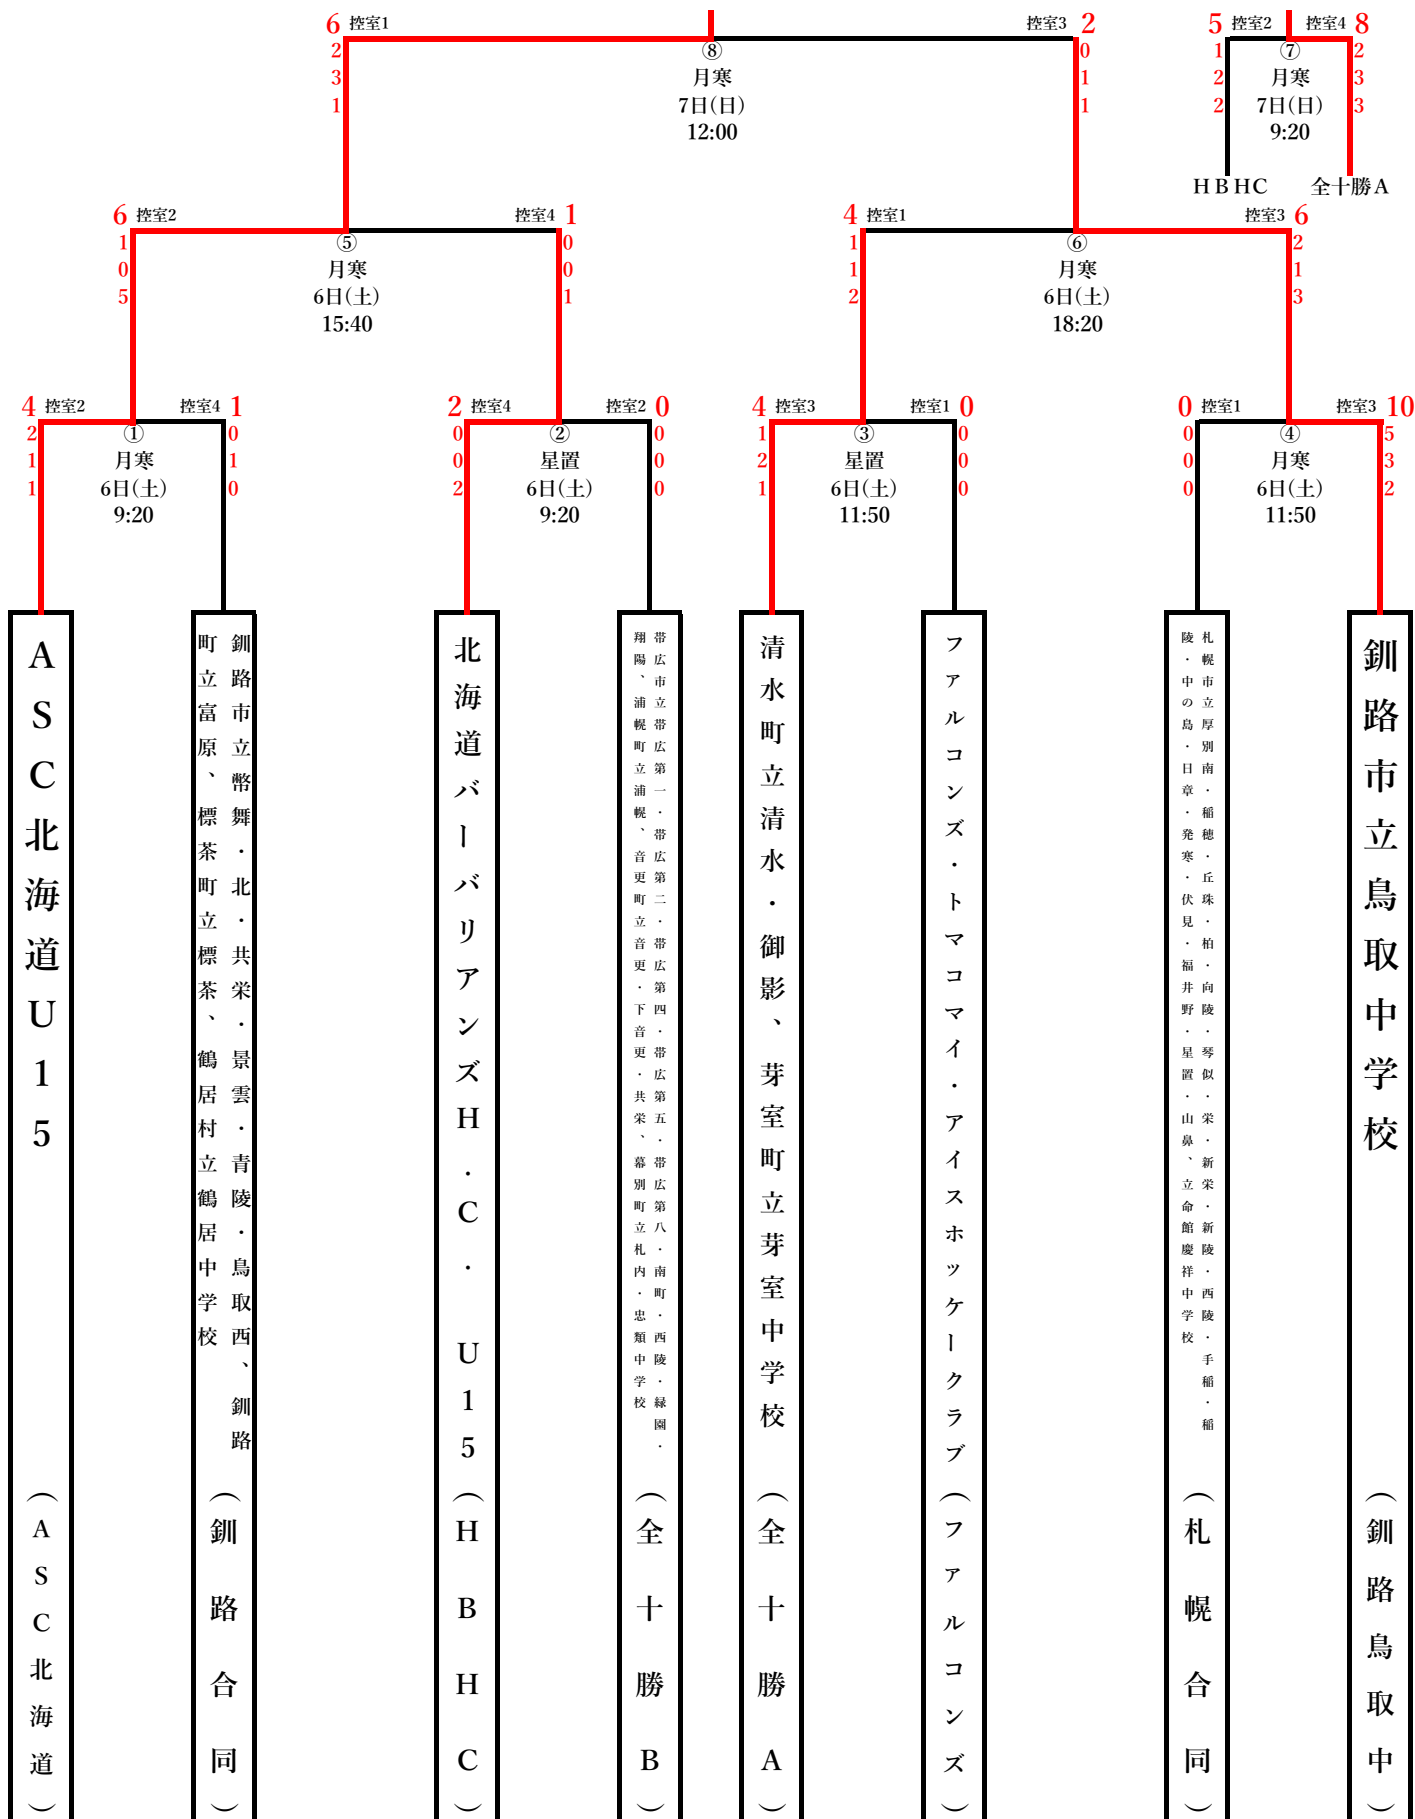 6 控室1 控室3 2
2 3 1
⑧
月寒
7日(日)
12:00
0 1 1
5 控室2 控室4 8
1 2 2
⑦
月寒
7日(日)
9:20
2 3 3
ＨＢＨＣ 全十勝Ａ
6 控室2 控室4 1
1 0 5
⑤
月寒
6日(土)
15:40
0 0 1
4 控室1 控室3 6
1 1 2
⑥
月寒
6日(土)
18:20
2 1 3
4 控室2 控室4 1
2 1 1
①
月寒
6日(土)
9:20
0 1 0
2 控室4 控室2 0
0 0 2
②
星置
6日(土)
9:20
0 0 0
4 控室3 控室1 0
1 2 1
③
星置
6日(土)
11:50
0 0 0
0 控室1 控室3 10
0 0 0
④
月寒
6日(土)
11:50
5 3 2
ＡＳＣ北海道Ｕ１５
（ＡＳＣ北海道）
釧路市立幣舞・北・共栄・景雲・青陵・鳥取西、釧路
町立富原、標茶町立標茶、鶴居村立鶴居中学校
（釧路合同）
北海道バーバリアンズＨ．Ｃ． Ｕ１５
（ＨＢＨＣ）
帯広市立帯広第一・帯広第二・帯広第四・帯広第五・帯広第八・南町・西陵・緑園・
翔陽、浦幌町立浦幌、音更町立音更・下音更・共栄、幕別町立札内・忠類中学校
（全十勝Ｂ）
清水町立清水・御影、芽室町立芽室中学校
（全十勝Ａ）
ファルコンズ・トマコマイ・アイスホッケークラブ
（ファルコンズ）
札幌市立厚別南・稲穂・丘珠・柏・向陵・琴似・栄・新栄・新陵・西陵・手稲・稲
陵・中の島・日章・発寒・伏見・福井野・星置・山鼻、立命館慶祥中学校
（札幌合同）
釧路市立鳥取中学校
（釧路鳥取中）